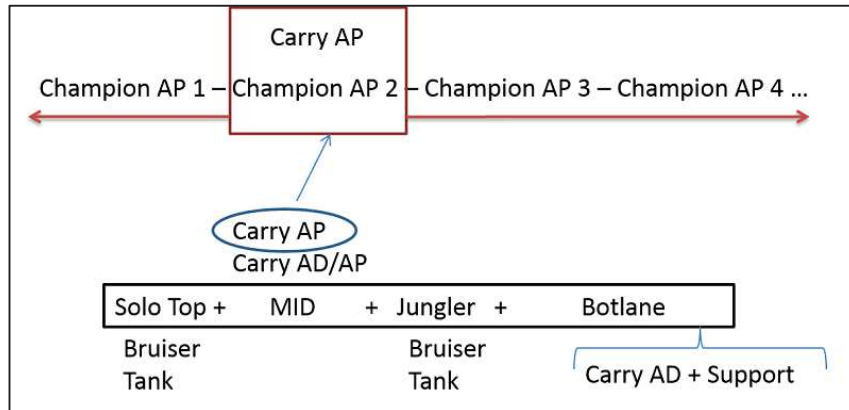 Carry AP
Champion AP 1 – Champion AP 2 – Champion AP 3 – Champion AP 4 ...
Carry AP
Carry AD/AP
Solo Top + MID + Jungler + Botlane
Bruiser Bruiser
Tank Tank
Carry AD + Support